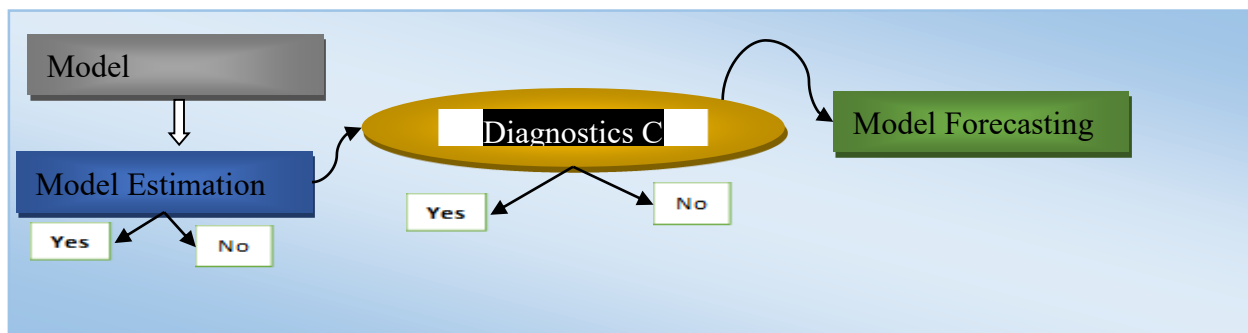 Model
Model Estimation
Yes
No
Diagnostics C
Yes
No
Model Forecasting